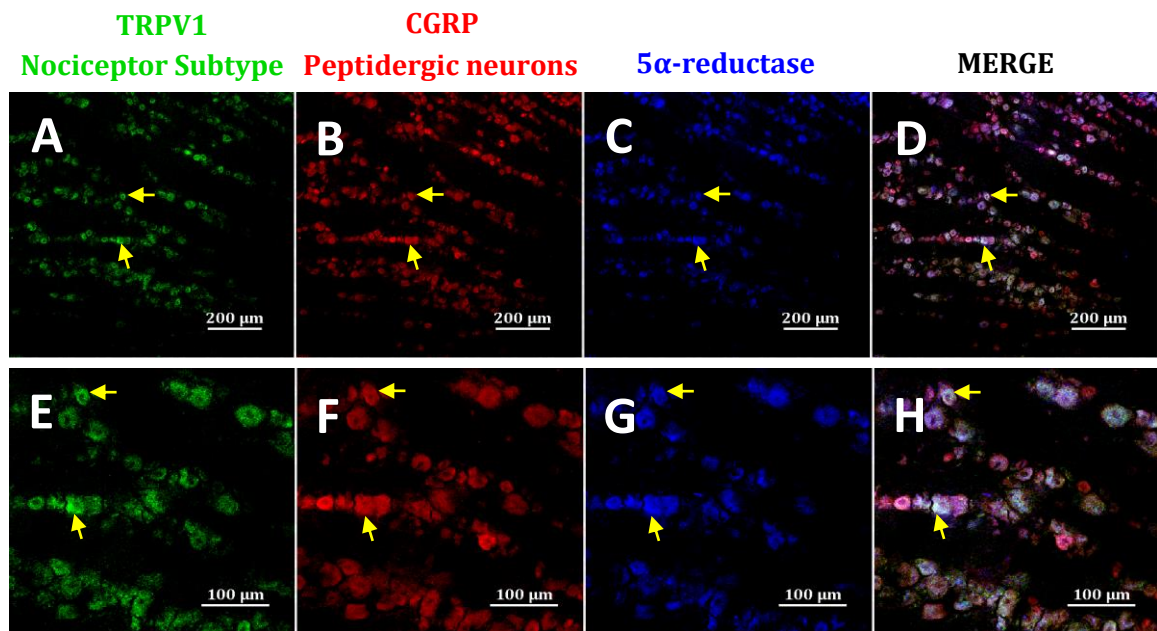 TRPV1
Nociceptor Subtype
CGRP
Peptidergic neurons
5α-reductase
MERGE
A
B
C
D
200 µm
200 µm
200 µm
200 µm
E
F
G
H
100 µm
100 µm
100 µm
100 µm